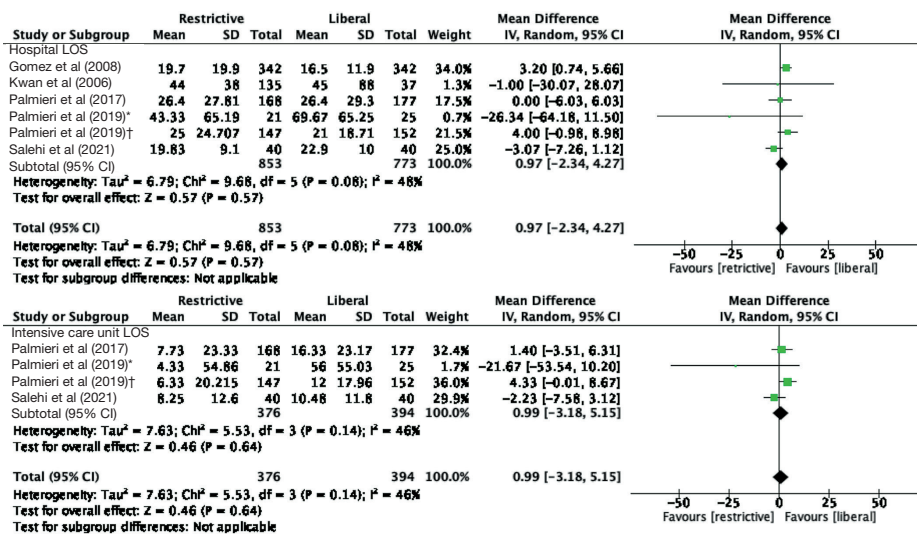 Restrictive Liberal Mean Difference Mean Difference
Study or Subgroup Mean SD Total Mean SD Total Weight IV, Random, 95% CI IV, Random, 95% CI
Hospital LOS
Gomez et al (2008) 19.7 19.9 342 16.5 11.9 342 34.0% 3.20 [0.74, 5.66]
Kwan et al (2006) 44 38 135 45 88 37 1.3% -1.00 [-30.07, 28.07]
Palmieri et al (2017) 26.4 27.81 168 26.4 29.3 177 17.5% 0.00 [-6.03, 6.03]
Palmieri et al (2019)* 43.33 65.19 21 69.67 65.25 25 0.7% -26.34 [-64.18, 11.50]
Palmieri et al (2019)† 25 24.707 147 21 18.71 152 21.5% 4.00 [-0.98, 8.98]
Salehi et al (2021) 19.83 9.1 40 22.9 10 40 25.0% -3.07 [-7.26, 1.12]
Subtotal (95% CI) 853 773 100.0% 0.97 [-2.34, 4.27]
Heterogeneity: Tau² = 6.79; Chi² = 9.68, df = 5 (P = 0.08); I² = 48%
Test for overall effect: Z = 0.57 (P = 0.57)
Total (95% CI) 853 773 100.0% 0.97 [-2.34, 4.27]
Heterogeneity: Tau² = 6.79; Chi² = 9.68, df = 5 (P = 0.08); I² = 48%
Test for overall effect: Z = 0.57 (P = 0.57)
Test for subgroup differences: Not applicable
-50 -25 0 25 50
Favours [retrictive] Favours [liberal]
Restrictive Liberal Mean Difference Mean Difference
Study or Subgroup Mean SD Total Mean SD Total Weight IV, Random, 95% CI IV, Random, 95% CI
Intensive care unit LOS
Palmieri et al (2017) 7.73 23.33 168 16.33 23.17 177 32.4% 1.40 [-3.51, 6.31]
Palmieri et al (2019)* 4.33 54.86 21 56 55.03 25 1.7% -21.67 [-53.54, 10.20]
Palmieri et al (2019)† 6.33 20.215 147 12 17.96 152 36.0% 4.33 [-0.01, 8.67]
Salehi et al (2021) 8.25 12.6 40 10.48 11.8 40 29.9% -2.23 [-7.58, 3.12]
Subtotal (95% CI) 376 394 100.0% 0.99 [-3.18, 5.15]
Heterogeneity: Tau² = 7.63; Chi² = 5.53, df = 3 (P = 0.14); I² = 46%
Test for overall effect: Z = 0.46 (P = 0.64)
Total (95% CI) 376 394 100.0% 0.99 [-3.18, 5.15]
Heterogeneity: Tau² = 7.63; Chi² = 5.53, df = 3 (P = 0.14); I² = 46%
Test for overall effect: Z = 0.46 (P = 0.64)
Test for subgroup differences: Not applicable
-50 -25 0 25 50
Favours [restrictive] Favours [liberal]